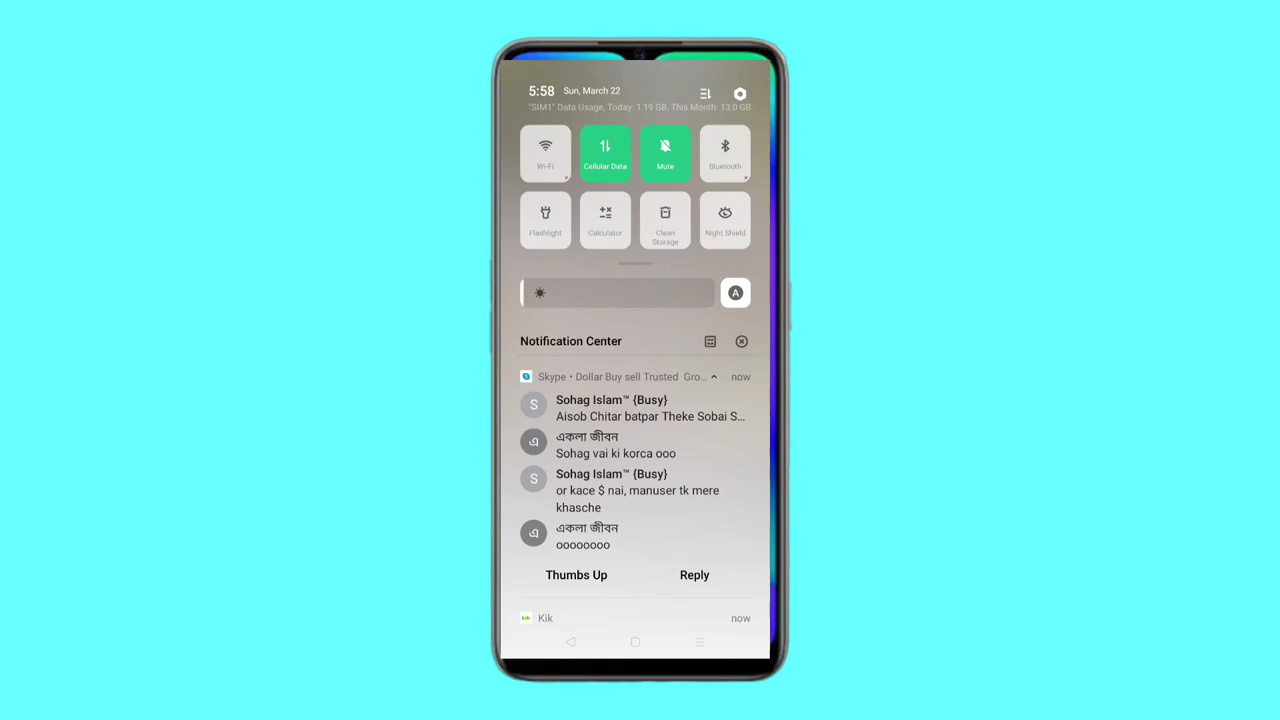 5:58 Sun, March 22
"SIM1" Data Usage, Today: 1.19 GB, This Month: 13.0 GB
Wi-Fi Cellular Data Mute Bluetooth
Flashlight Calculator Clean Storage Night Shield
A
Notification Center
Skype • Dollar Buy sell Trusted Gro... now
S Sohag Islam™ {Busy}
Aisob Chitar batpar Theke Sobai S...
এ একলা জীবন
Sohag vai ki korca ooo
S Sohag Islam™ {Busy}
or kace $ nai, manuser tk mere
khasche
এ একলা জীবন
oooooooo
Thumbs Up Reply
kik Kik now